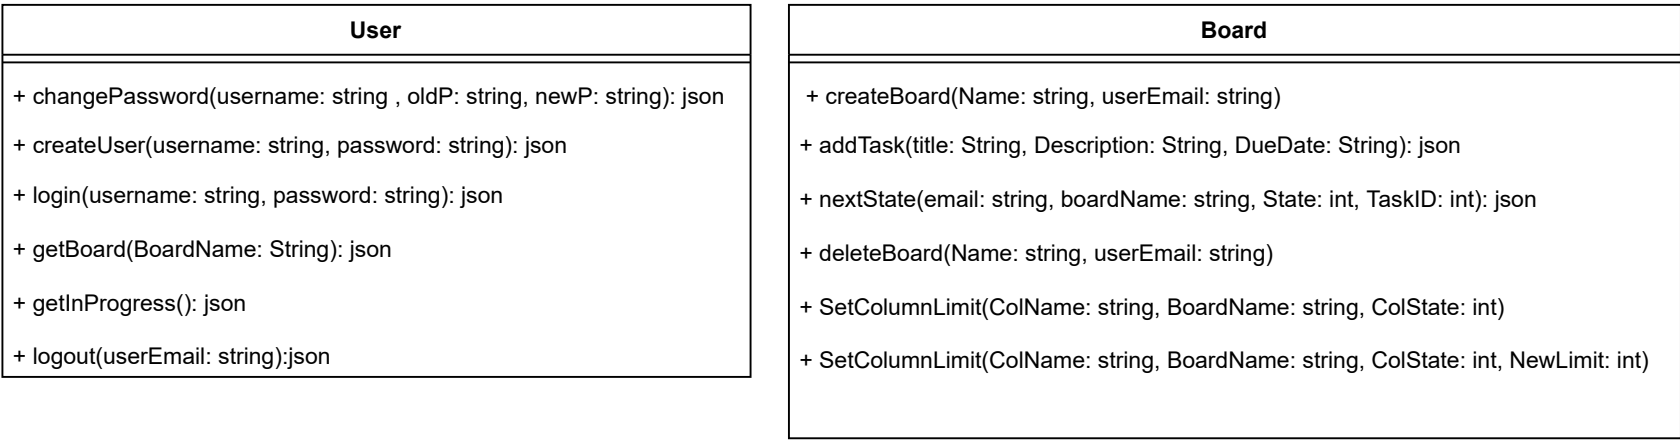 User
+ changePassword(username: string , oldP: string, newP: string): json
+ createUser(username: string, password: string): json
+ login(username: string, password: string): json
+ getBoard(BoardName: String): json
+ getInProgress(): json
+ logout(userEmail: string):json
Board
+ createBoard(Name: string, userEmail: string)
+ addTask(title: String, Description: String, DueDate: String): json
+ nextState(email: string, boardName: string, State: int, TaskID: int): json
+ deleteBoard(Name: string, userEmail: string)
+ SetColumnLimit(ColName: string, BoardName: string, ColState: int)
+ SetColumnLimit(ColName: string, BoardName: string, ColState: int, NewLimit: int)